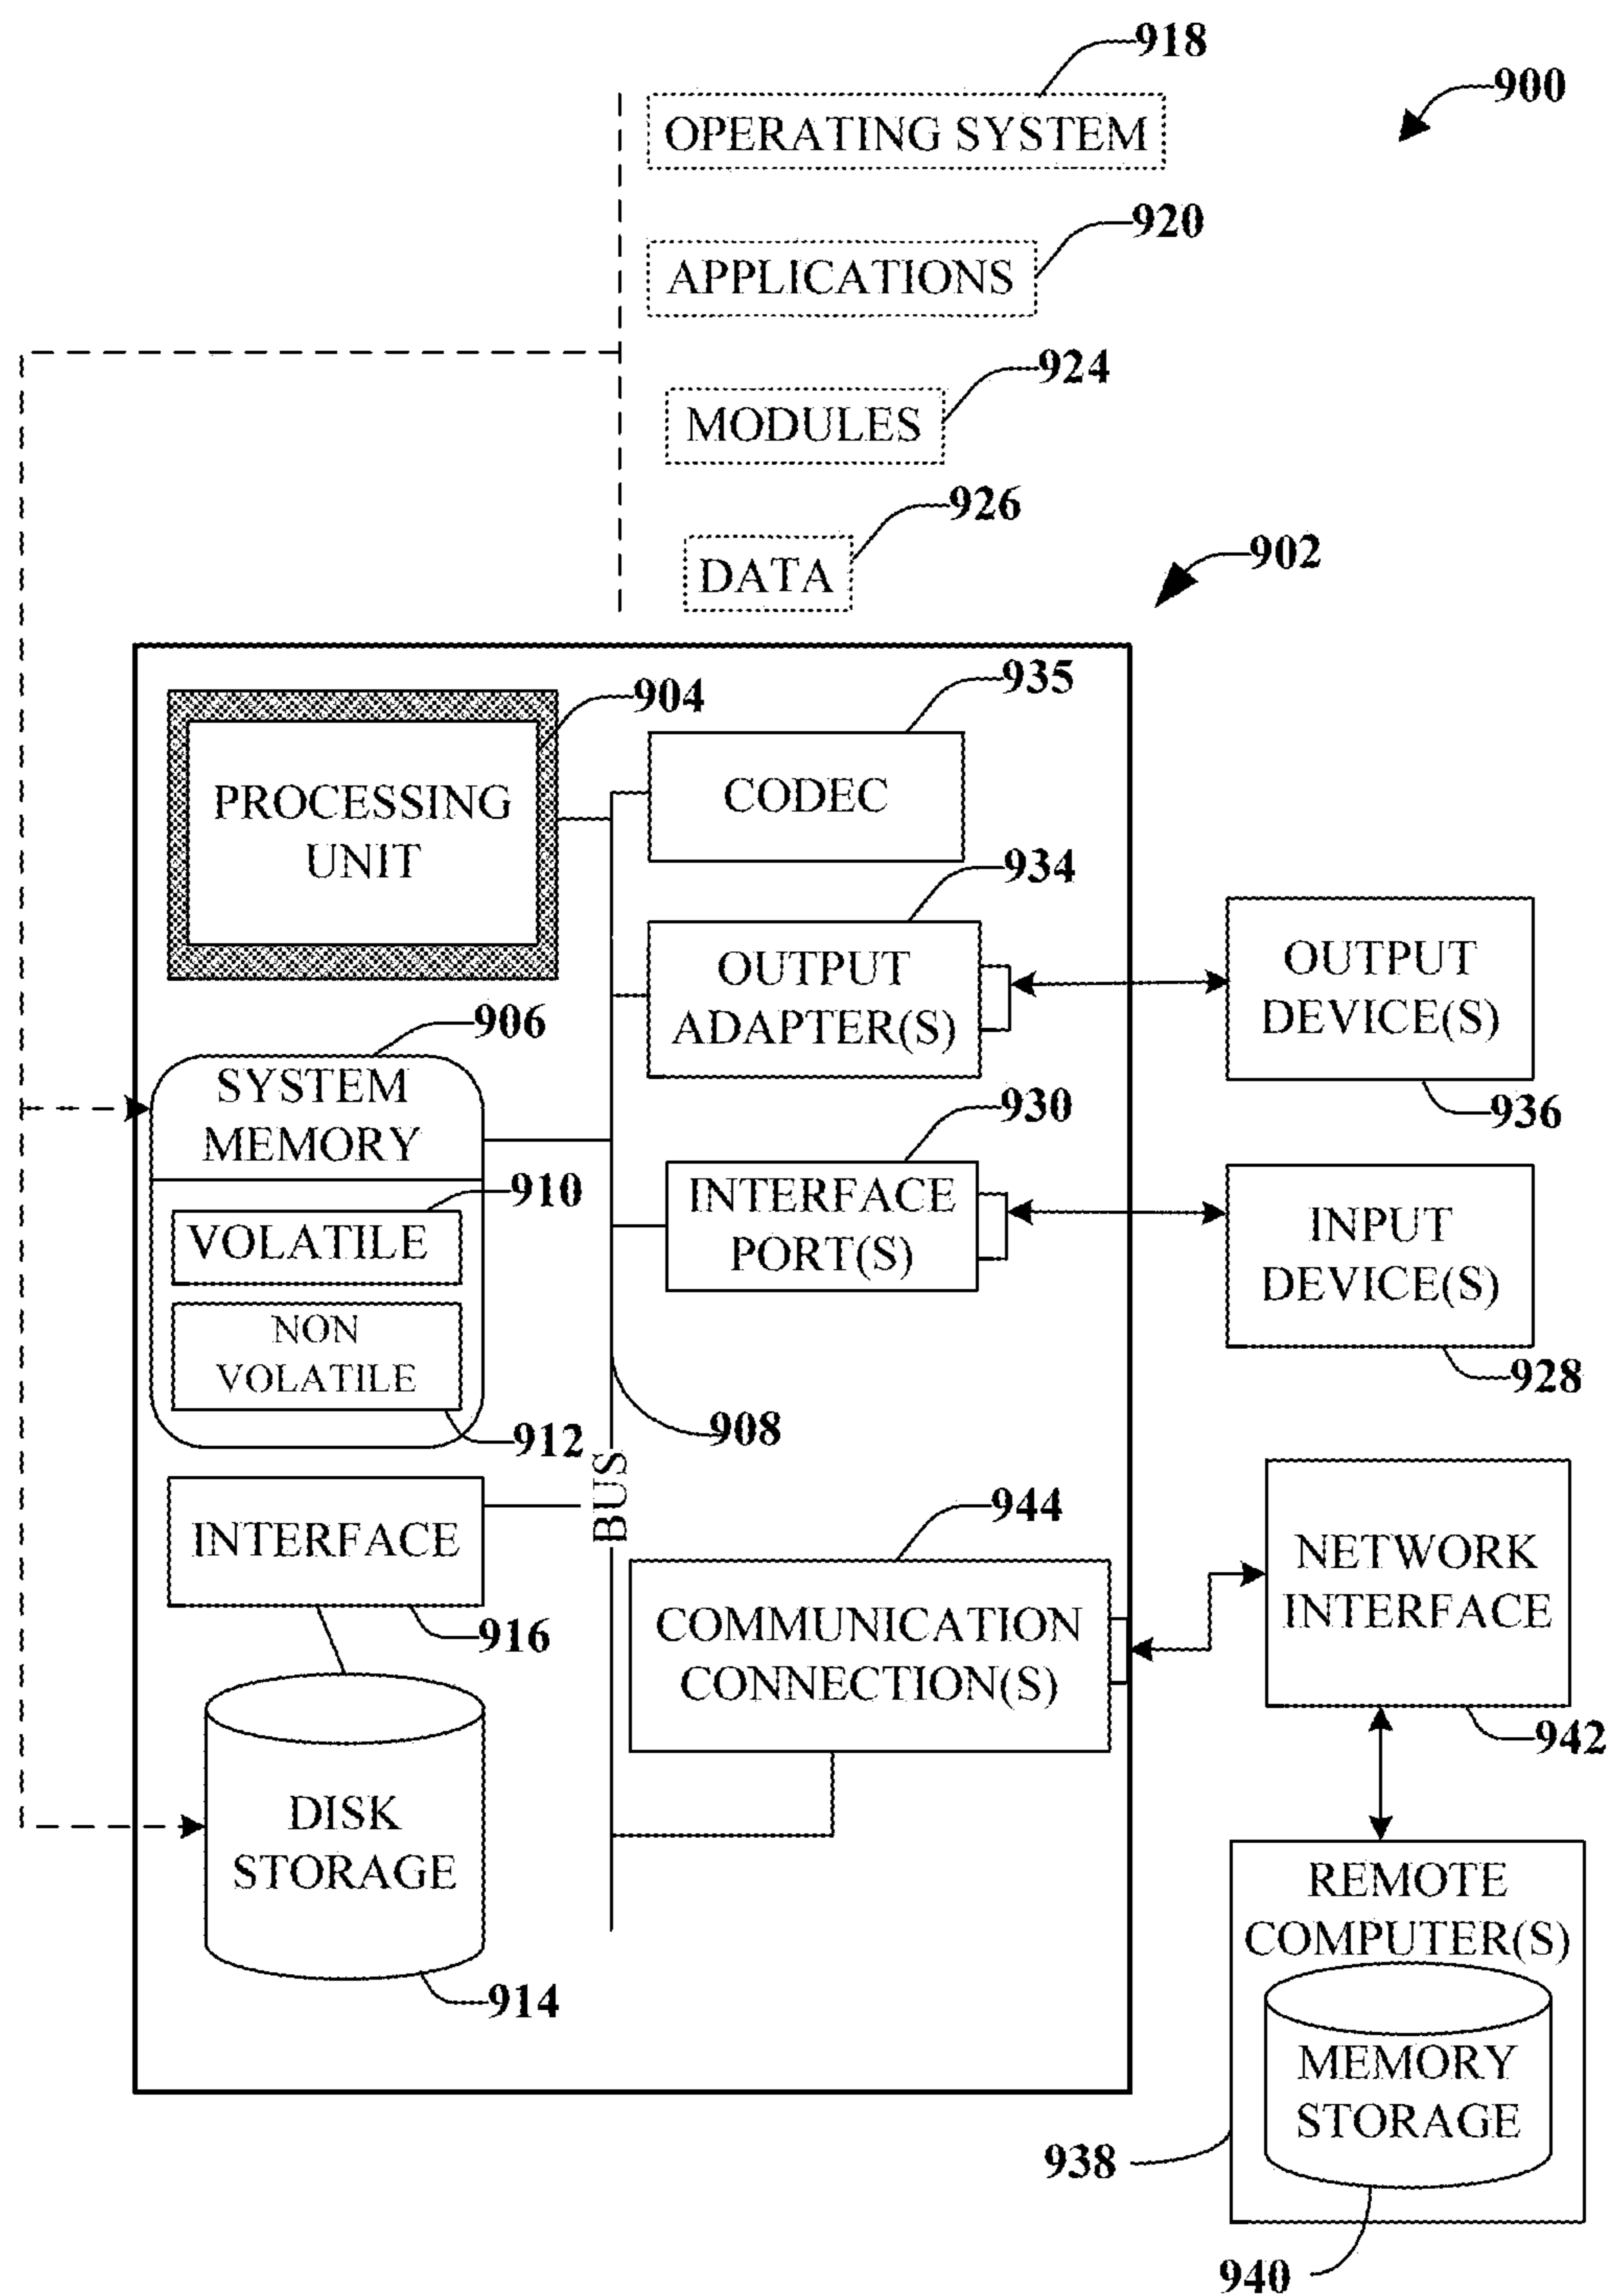 918
900
OPERATING SYSTEM
920
APPLICATIONS
924
MODULES
926
DATA
902
935
904
CODEC
PROCESSING
UNIT
934
OUTPUT
ADAPTER(S)
OUTPUT
DEVICE(S)
936
906
SYSTEM
MEMORY
930
910
INTERFACE
PORT(S)
INPUT
DEVICE(S)
928
VOLATILE
NON
VOLATILE
912
908
BUS
944
INTERFACE
916
COMMUNICATION
CONNECTION(S)
NETWORK
INTERFACE
942
DISK
STORAGE
914
REMOTE
COMPUTER(S)
MEMORY
STORAGE
938
940